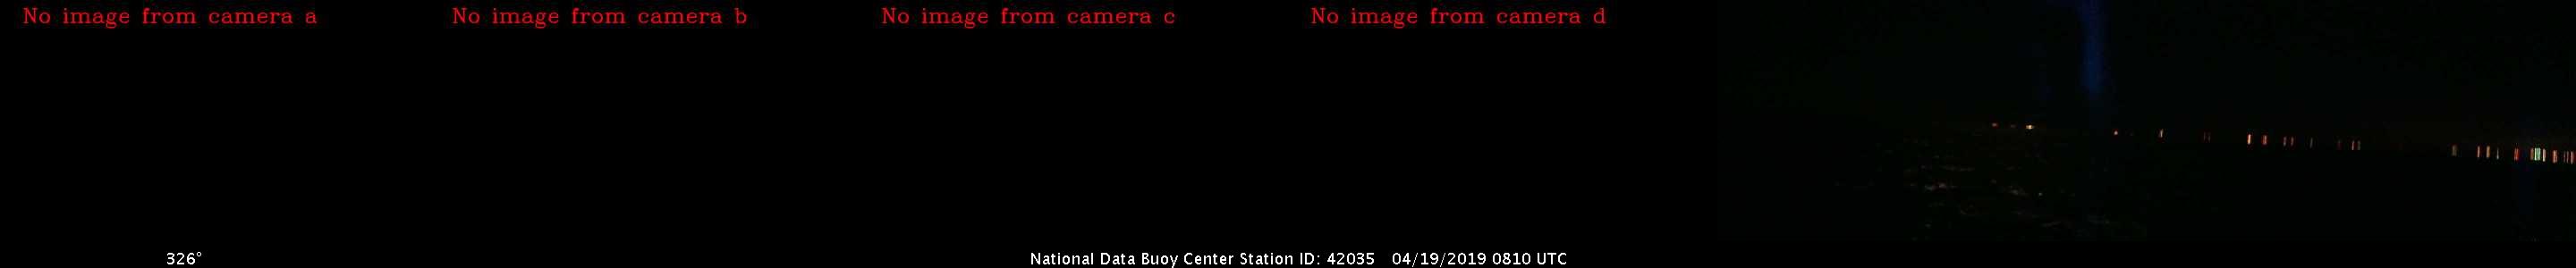 No image from camera a
No image from camera b
No image from camera c
No image from camera d
326°
National Data Buoy Center Station ID: 42035 04/19/2019 0810 UTC